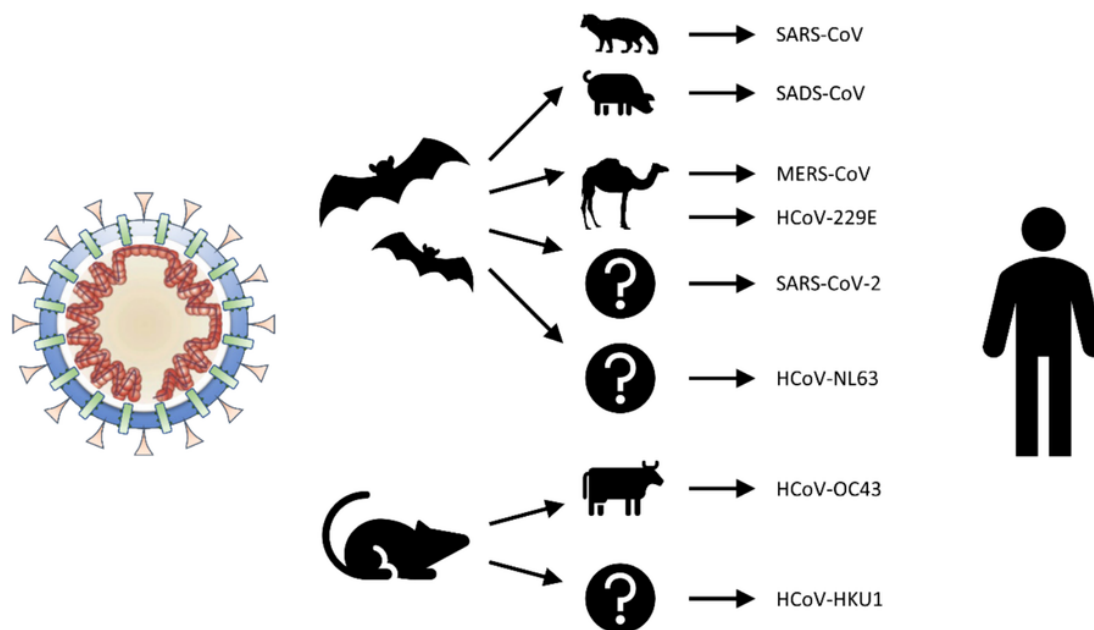 SARS-CoV
SADS-CoV
MERS-CoV
HCoV-229E
?
SARS-CoV-2
?
HCoV-NL63
HCoV-OC43
?
HCoV-HKU1